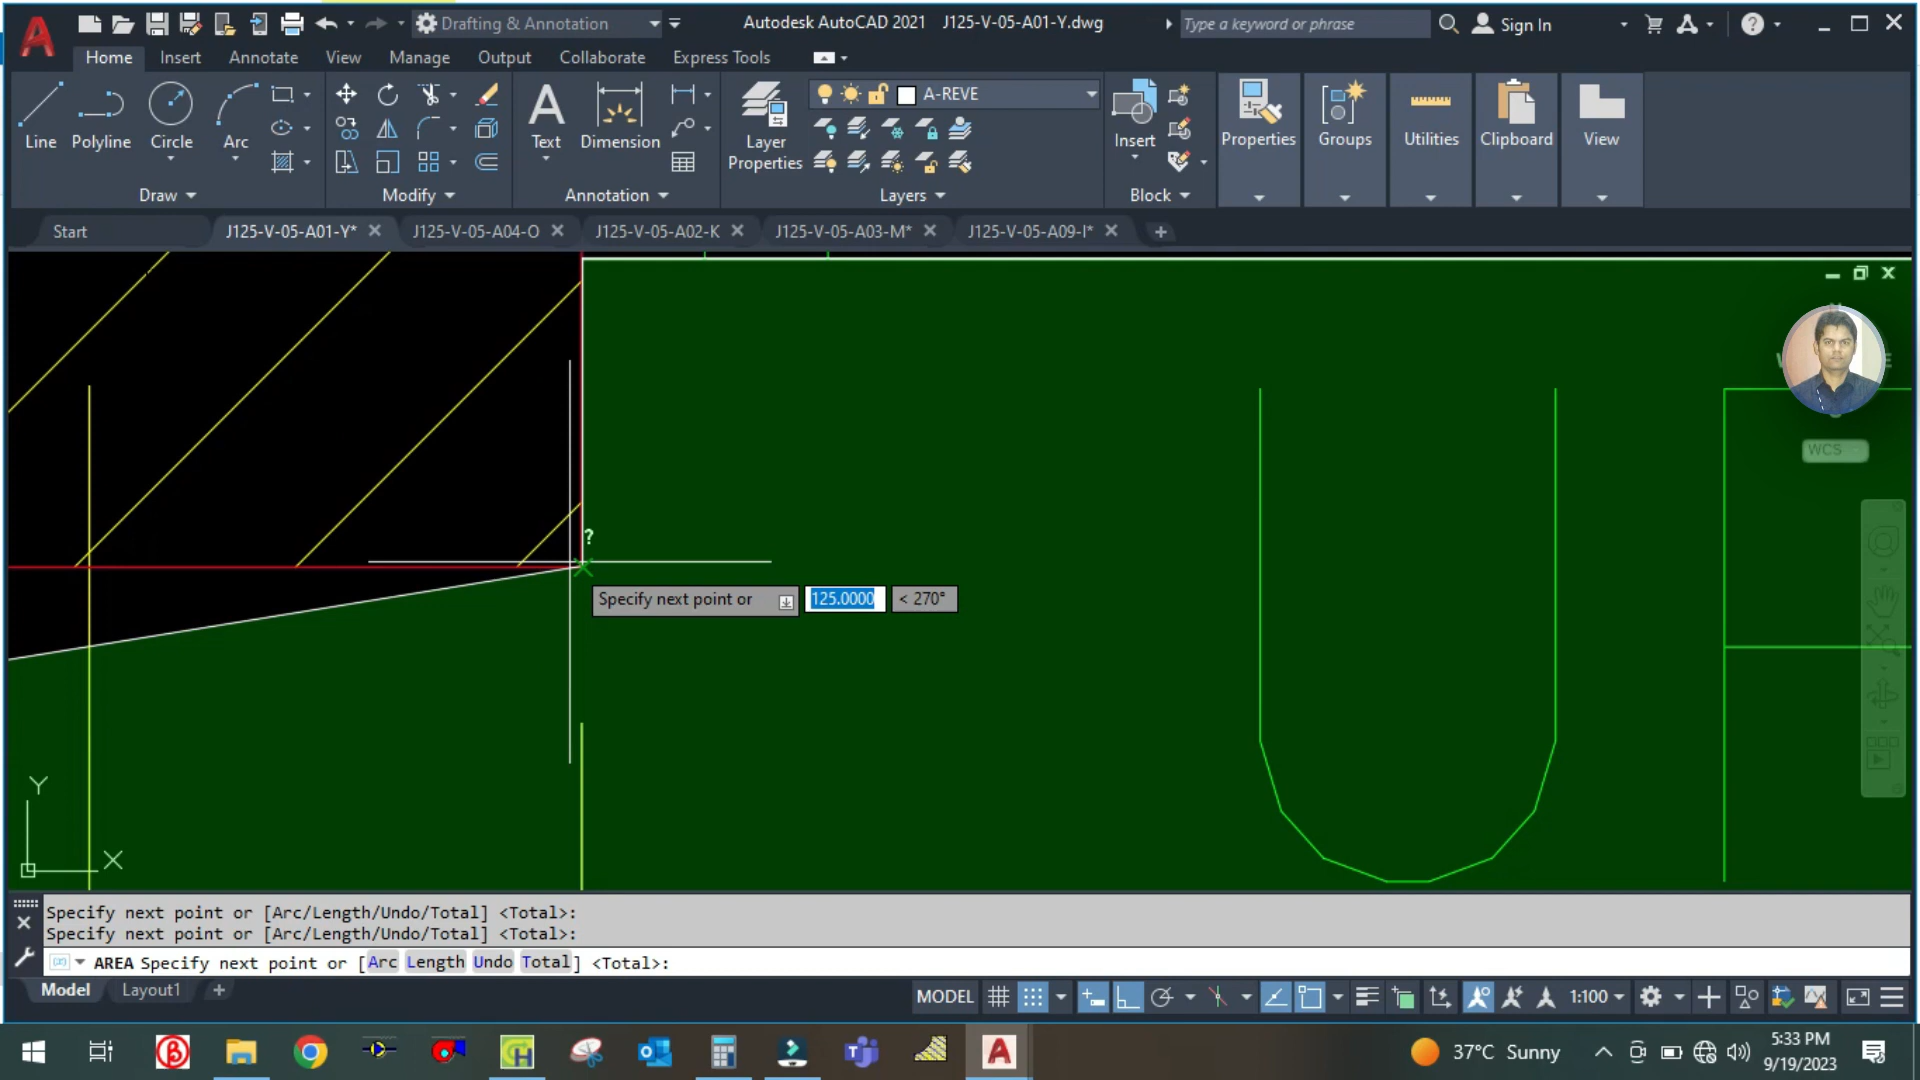 Drafting & Annotation
Autodesk AutoCAD 2021 J125-V-05-A01-Y.dwg
Type a keyword or phrase
Sign In
Home Insert Annotate View Manage Output Collaborate Express Tools
A-REVE
Line Polyline Circle Arc Text Dimension Layer Properties Insert Properties Groups Utilities Clipboard View
Draw Modify Annotation Layers Block
Start J125-V-05-A01-Y* J125-V-05-A04-O J125-V-05-A02-K J125-V-05-A03-M* J125-V-05-A09-I*
WCS
?
Specify next point or 125.0000 < 270°
Y
X
Specify next point or [Arc/Length/Undo/Total] <Total>:
Specify next point or [Arc/Length/Undo/Total] <Total>:
AREA Specify next point or [Arc Length Undo Total] <Total>:
Model Layout1 +
MODEL 1:100
37°C Sunny
5:33 PM
9/19/2023